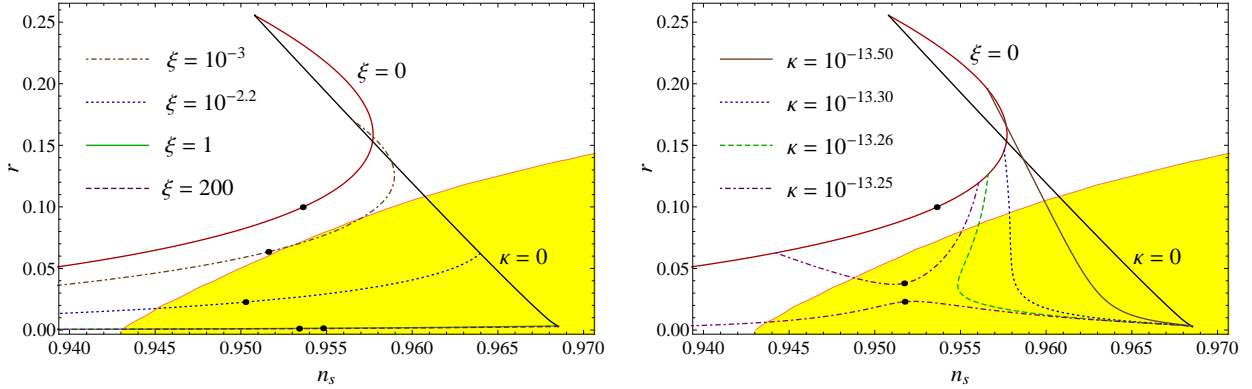 0.25
0.20
0.15
0.10
0.05
0.00
r
ξ = 10^{-3}
ξ = 10^{-2.2}
ξ = 1
ξ = 200
ξ = 0
κ = 0
0.940 0.945 0.950 0.955 0.960 0.965 0.970
n_s
0.25
0.20
0.15
0.10
0.05
0.00
r
κ = 10^{-13.50}
κ = 10^{-13.30}
κ = 10^{-13.26}
κ = 10^{-13.25}
ξ = 0
κ = 0
0.940 0.945 0.950 0.955 0.960 0.965 0.970
n_s